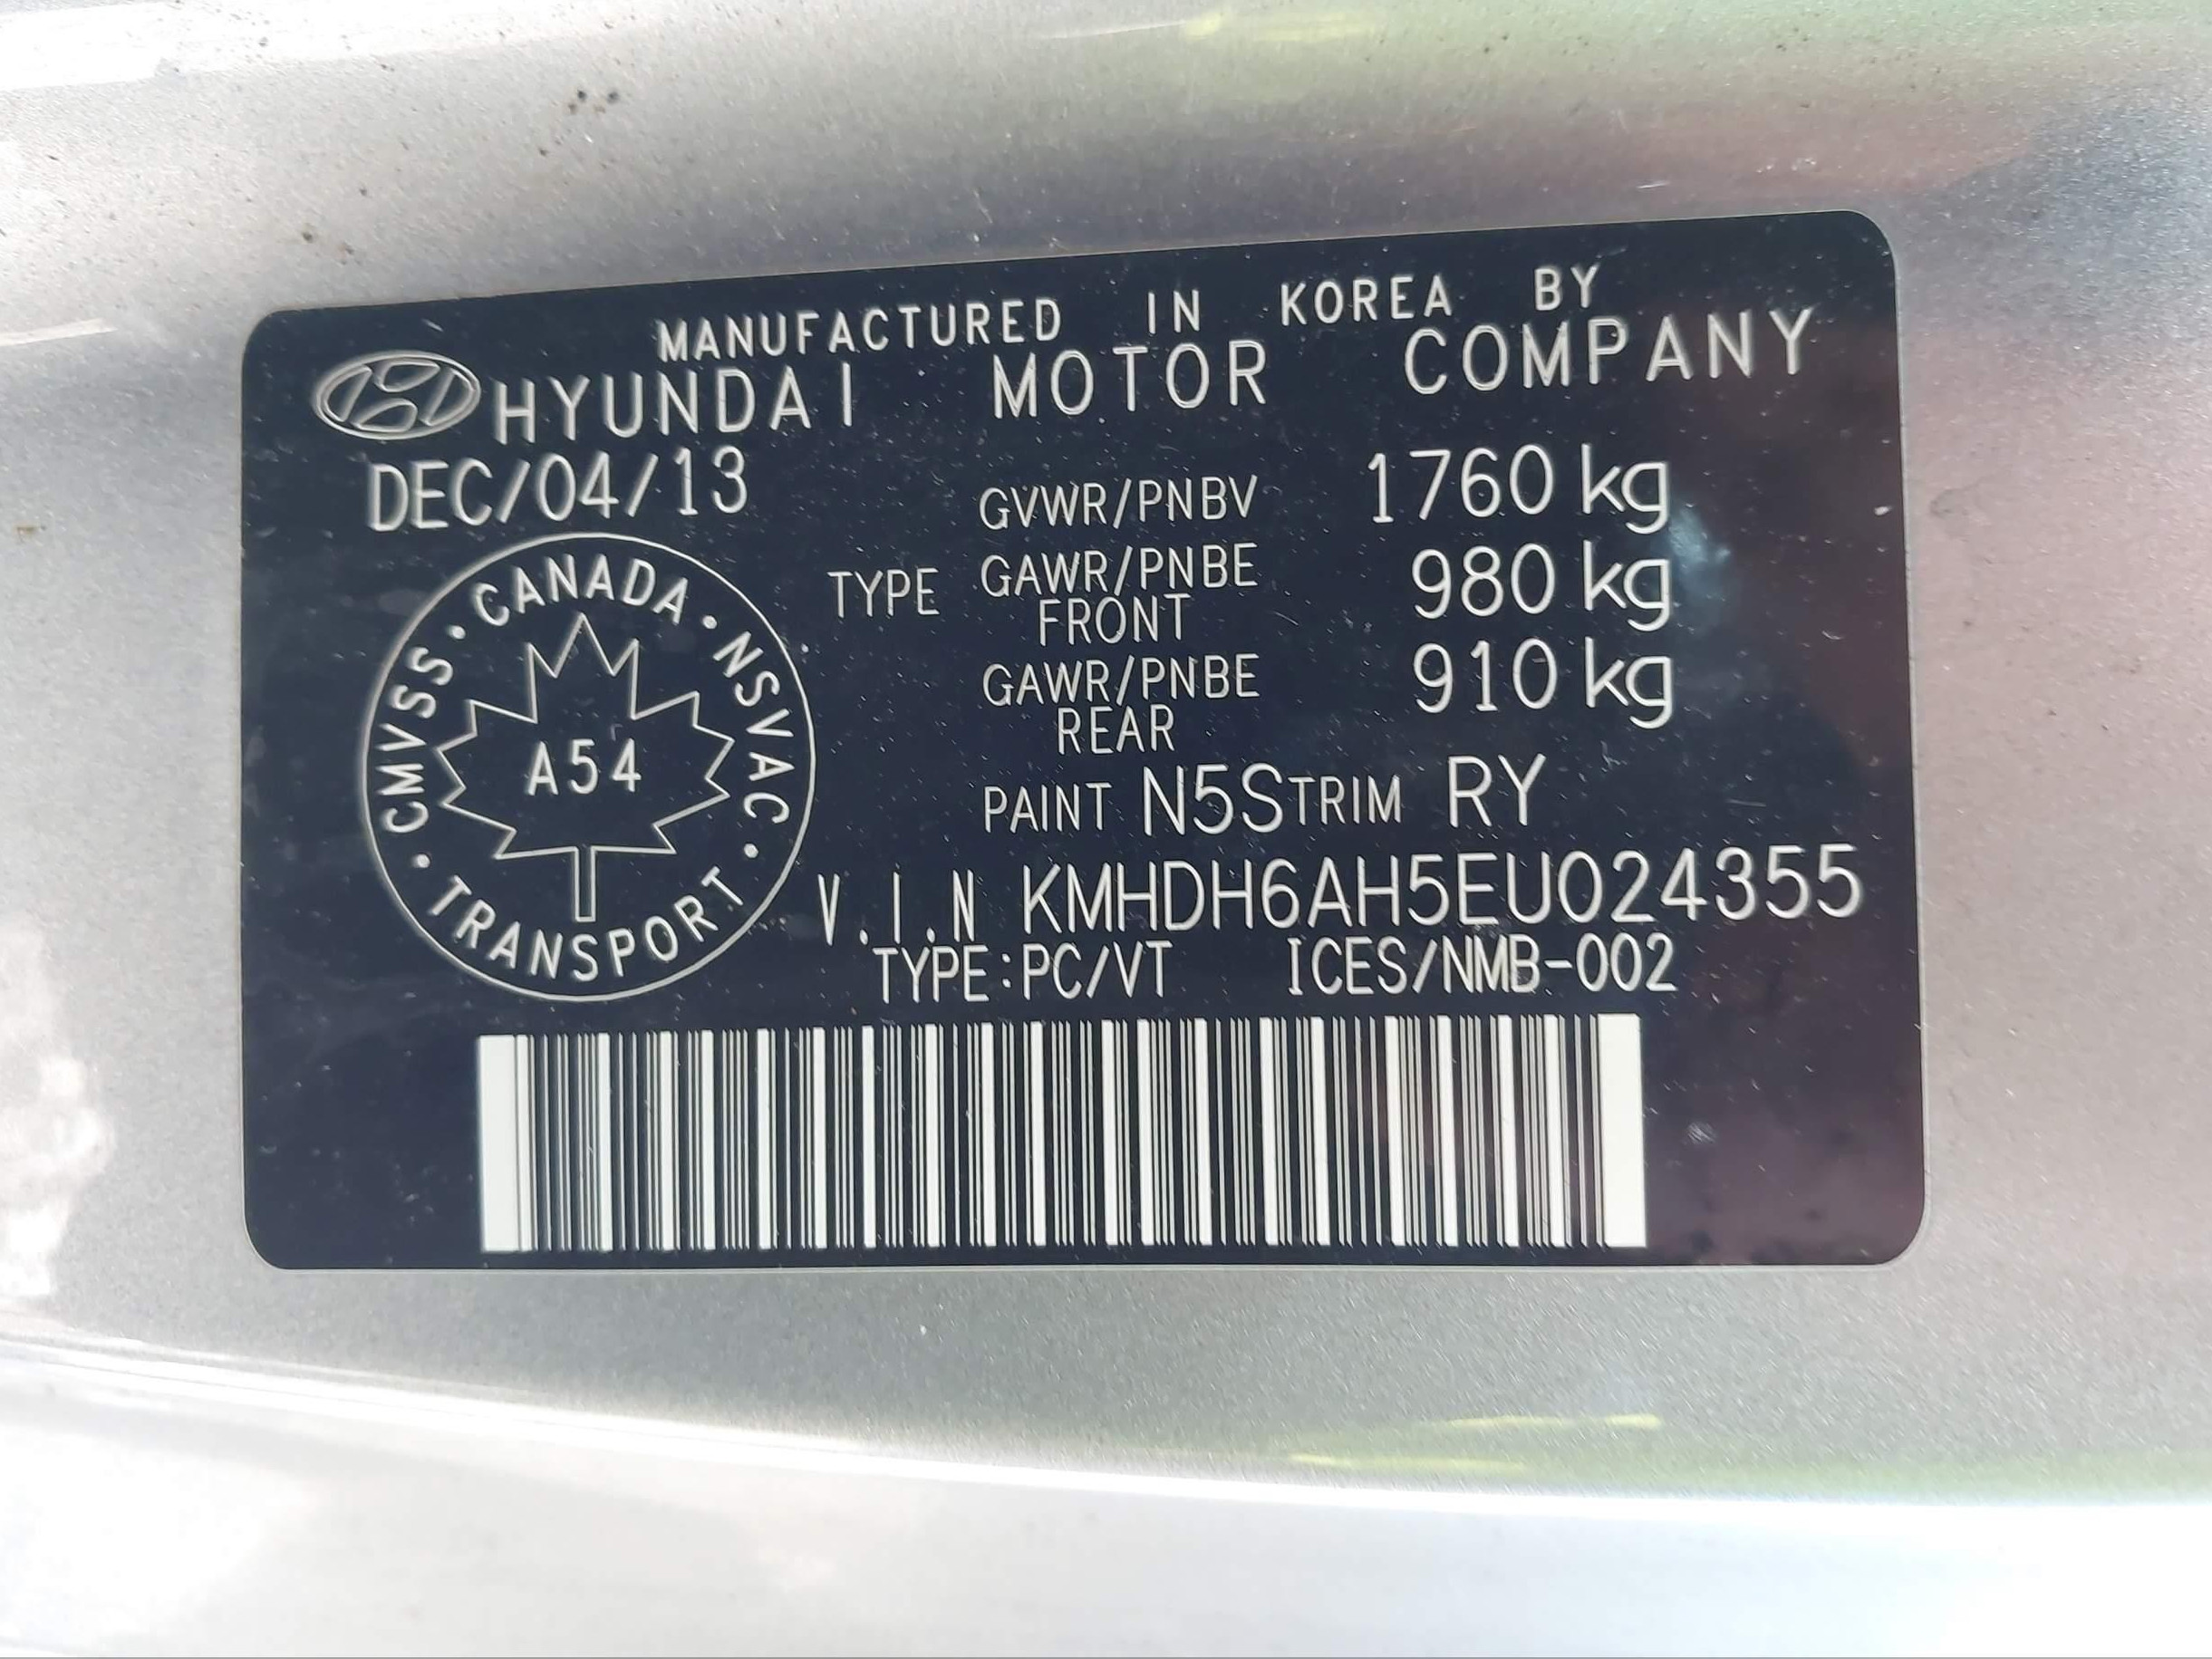 MANUFACTURED IN KOREA BY
HYUNDAI MOTOR COMPANY
DEC/04/13
GVWR/PNBV 1760 kg
TYPE GAWR/PNBE FRONT 980 kg
GAWR/PNBE REAR 910 kg
CMVSS · CANADA · NSVAC · TRANSPORT ·
A54
PAINT N5S TRIM RY
V.I.N KMHDH6AH5EU024355
TYPE:PC/VT ICES/NMB-002